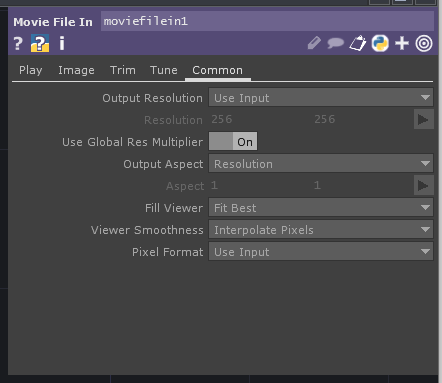 Movie File In moviefilein1
? ? i
Play Image Trim Tune Common
Output Resolution Use Input
Resolution 256 256
Use Global Res Multiplier On
Output Aspect Resolution
Aspect 1 1
Fill Viewer Fit Best
Viewer Smoothness Interpolate Pixels
Pixel Format Use Input